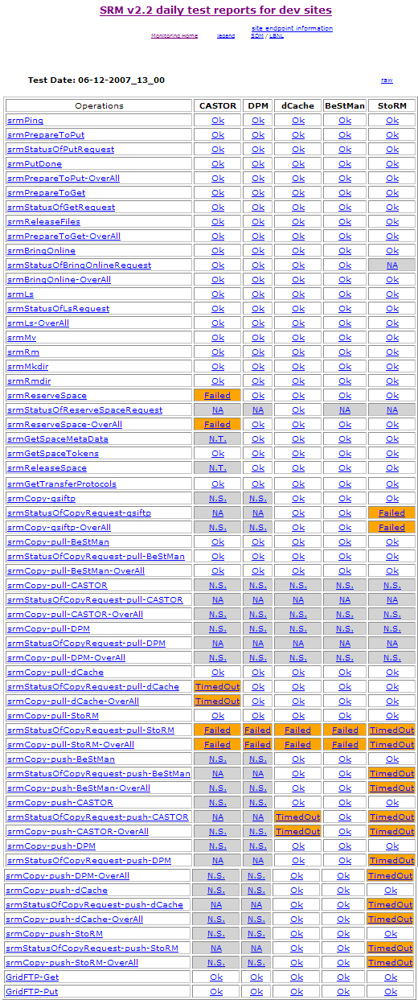 SRM v2.2 daily test reports for dev sites
site endpoint information
Monitoring Home legend SDM / LBNL
Test Date: 06-12-2007_13_00 raw
Operations CASTOR DPM dCache BeStMan StoRM
srmPing Ok Ok Ok Ok Ok
srmPrepareToPut Ok Ok Ok Ok Ok
srmStatusOfPutRequest Ok Ok Ok Ok Ok
srmPutDone Ok Ok Ok Ok Ok
srmPrepareToPut-OverAll Ok Ok Ok Ok Ok
srmPrepareToGet Ok Ok Ok Ok Ok
srmStatusOfGetRequest Ok Ok Ok Ok Ok
srmReleaseFiles Ok Ok Ok Ok Ok
srmPrepareToGet-OverAll Ok Ok Ok Ok Ok
srmBringOnline Ok Ok Ok Ok Ok
srmStatusOfBringOnlineRequest Ok Ok Ok Ok NA
srmBringOnline-OverAll Ok Ok Ok Ok Ok
srmLs Ok Ok Ok Ok Ok
srmStatusOfLsRequest Ok Ok Ok Ok Ok
srmLs-OverAll Ok Ok Ok Ok Ok
srmMv Ok Ok Ok Ok Ok
srmRm Ok Ok Ok Ok Ok
srmMkdir Ok Ok Ok Ok Ok
srmRmdir Ok Ok Ok Ok Ok
srmReserveSpace Failed Ok Ok Ok Ok
srmStatusOfReserveSpaceRequest NA NA Ok NA NA
srmReserveSpace-OverAll Failed Ok Ok Ok Ok
srmGetSpaceMetaData N.T. Ok Ok Ok Ok
srmGetSpaceTokens Ok Ok Ok Ok Ok
srmReleaseSpace N.T. Ok Ok Ok Ok
srmGetTransferProtocols Ok Ok Ok Ok Ok
srmCopy-gsiftp N.S. N.S. Ok Ok Ok
srmStatusOfCopyRequest-gsiftp NA NA Ok Ok Failed
srmCopy-gsiftp-OverAll N.S. N.S. Ok Ok Failed
srmCopy-pull-BeStMan Ok Ok Ok Ok Ok
srmStatusOfCopyRequest-pull-BeStMan Ok Ok Ok Ok Ok
srmCopy-pull-BeStMan-OverAll Ok Ok Ok Ok Ok
srmCopy-pull-CASTOR N.S. N.S. N.S. N.S. N.S.
srmStatusOfCopyRequest-pull-CASTOR NA NA NA NA NA
srmCopy-pull-CASTOR-OverAll N.S. N.S. N.S. N.S. N.S.
srmCopy-pull-DPM N.S. N.S. N.S. N.S. N.S.
srmStatusOfCopyRequest-pull-DPM NA NA NA NA NA
srmCopy-pull-DPM-OverAll N.S. N.S. N.S. N.S. N.S.
srmCopy-pull-dCache Ok Ok Ok Ok Ok
srmStatusOfCopyRequest-pull-dCache TimedOut Ok Ok Ok Ok
srmCopy-pull-dCache-OverAll TimedOut Ok Ok Ok Ok
srmCopy-pull-StoRM Ok Ok Ok Ok Ok
srmStatusOfCopyRequest-pull-StoRM Failed Failed Failed Failed TimedOut
srmCopy-pull-StoRM-OverAll Failed Failed Failed Failed TimedOut
srmCopy-push-BeStMan N.S. N.S. Ok Ok Ok
srmStatusOfCopyRequest-push-BeStMan NA NA Ok Ok TimedOut
srmCopy-push-BeStMan-OverAll N.S. N.S. Ok Ok TimedOut
srmCopy-push-CASTOR N.S. N.S. Ok Ok Ok
srmStatusOfCopyRequest-push-CASTOR NA NA TimedOut Ok TimedOut
srmCopy-push-CASTOR-OverAll N.S. N.S. TimedOut Ok TimedOut
srmCopy-push-DPM N.S. N.S. Ok Ok Ok
srmStatusOfCopyRequest-push-DPM NA NA Ok Ok TimedOut
srmCopy-push-DPM-OverAll N.S. N.S. Ok Ok TimedOut
srmCopy-push-dCache N.S. N.S. Ok Ok Ok
srmStatusOfCopyRequest-push-dCache NA NA Ok Ok TimedOut
srmCopy-push-dCache-OverAll N.S. N.S. Ok Ok TimedOut
srmCopy-push-StoRM N.S. N.S. Ok Ok Ok
srmStatusOfCopyRequest-push-StoRM NA NA Ok Ok TimedOut
srmCopy-push-StoRM-OverAll N.S. N.S. Ok Ok TimedOut
GridFTP-Get Ok Ok Ok Ok Ok
GridFTP-Put Ok Ok Ok Ok Ok